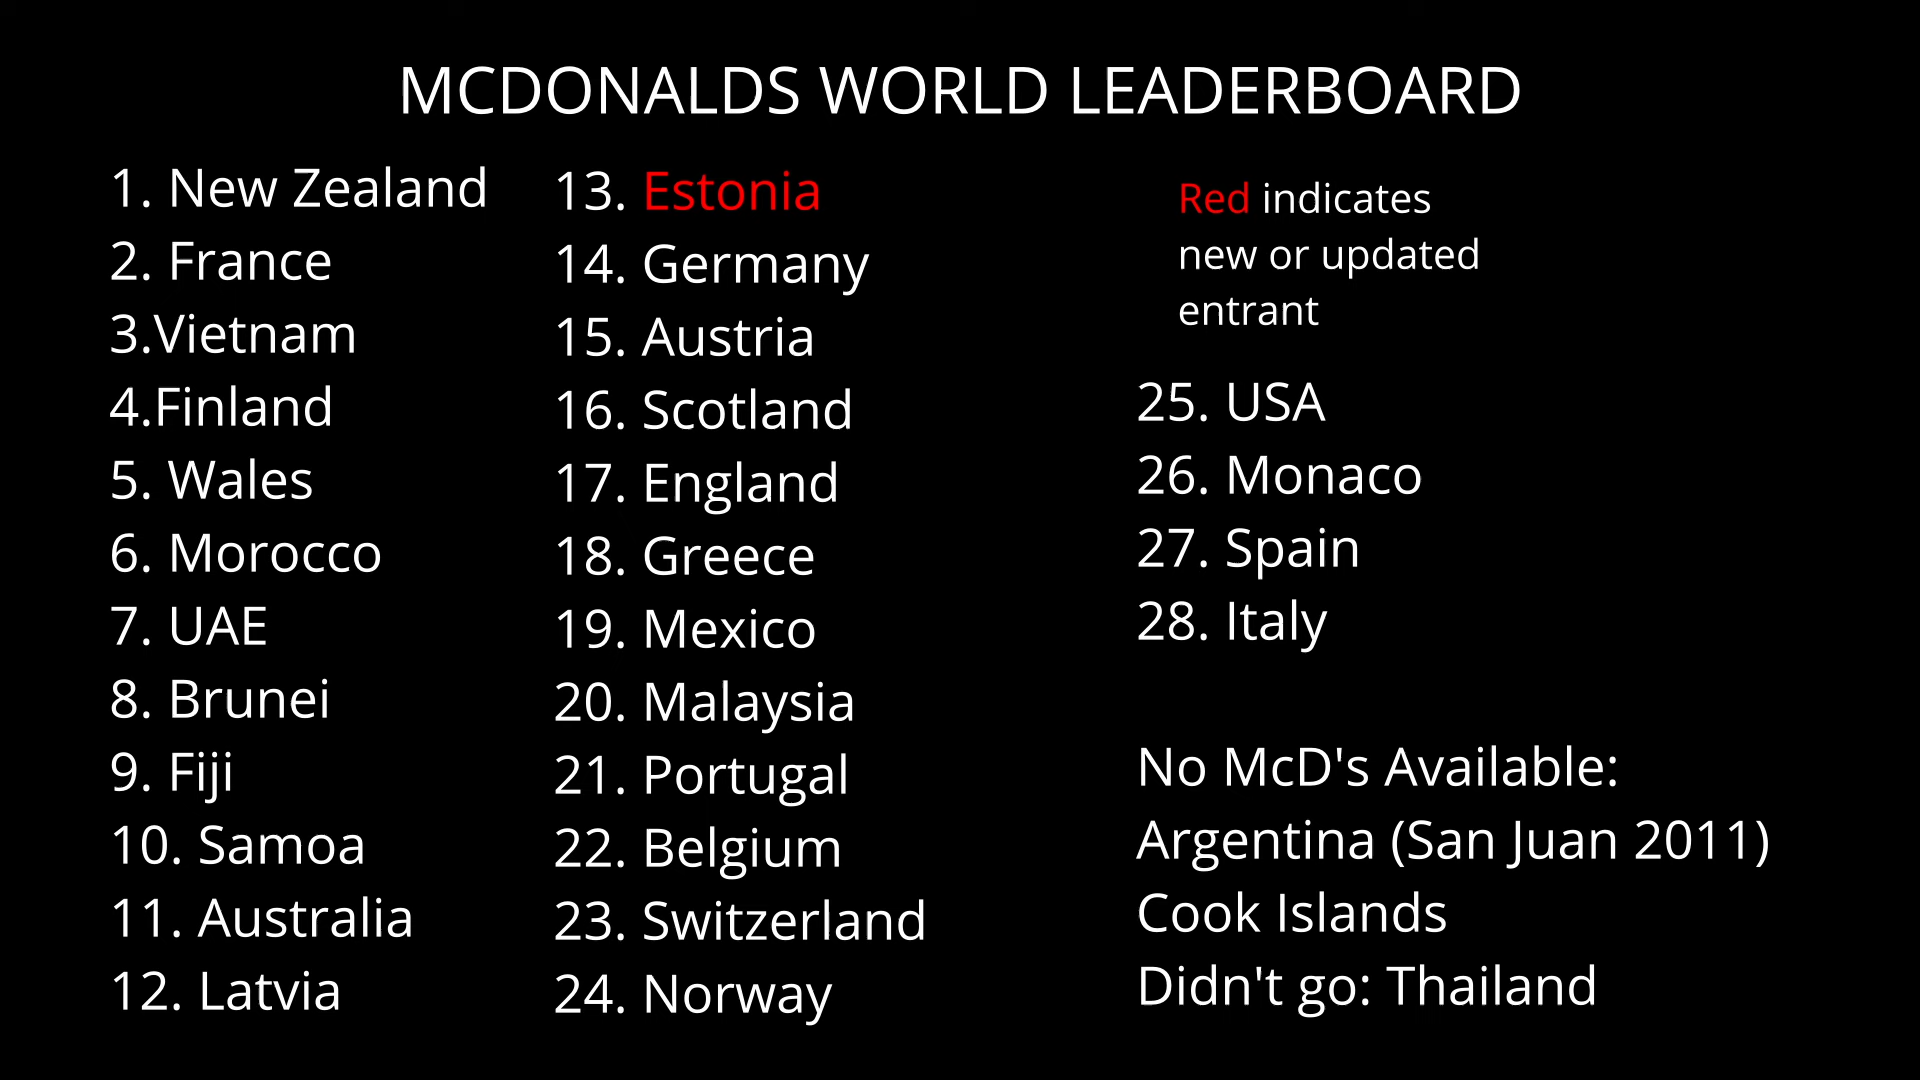 MCDONALDS WORLD LEADERBOARD
1. New Zealand
2. France
3.Vietnam
4.Finland
5. Wales
6. Morocco
7. UAE
8. Brunei
9. Fiji
10. Samoa
11. Australia
12. Latvia
13. Estonia
14. Germany
15. Austria
16. Scotland
17. England
18. Greece
19. Mexico
20. Malaysia
21. Portugal
22. Belgium
23. Switzerland
24. Norway
Red indicates
new or updated
entrant
25. USA
26. Monaco
27. Spain
28. Italy
No McD's Available:
Argentina (San Juan 2011)
Cook Islands
Didn't go: Thailand